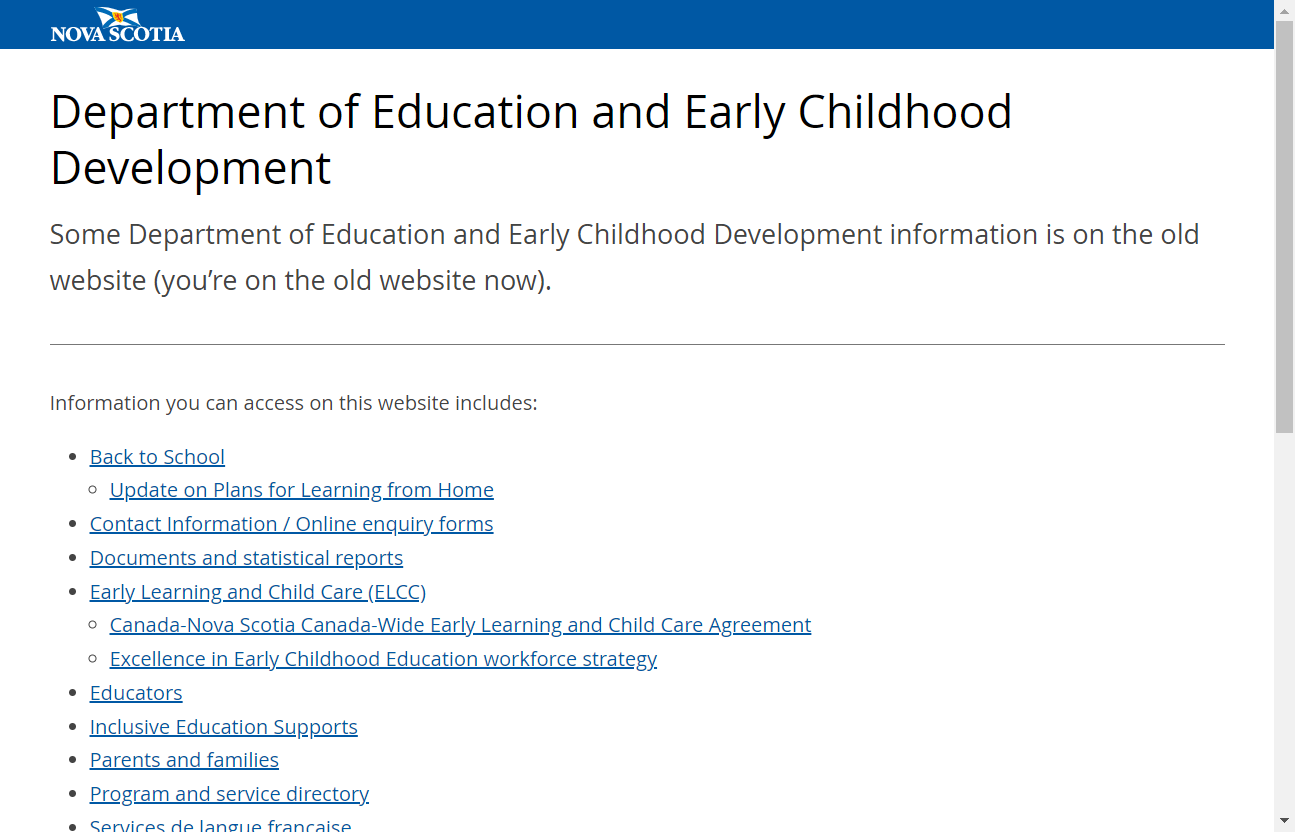 NOVA SCOTIA
Department of Education and Early Childhood
Development
Some Department of Education and Early Childhood Development information is on the old
website (you’re on the old website now).
Information you can access on this website includes:
Back to School
Update on Plans for Learning from Home
Contact Information / Online enquiry forms
Documents and statistical reports
Early Learning and Child Care (ELCC)
Canada-Nova Scotia Canada-Wide Early Learning and Child Care Agreement
Excellence in Early Childhood Education workforce strategy
Educators
Inclusive Education Supports
Parents and families
Program and service directory
Services de langue française